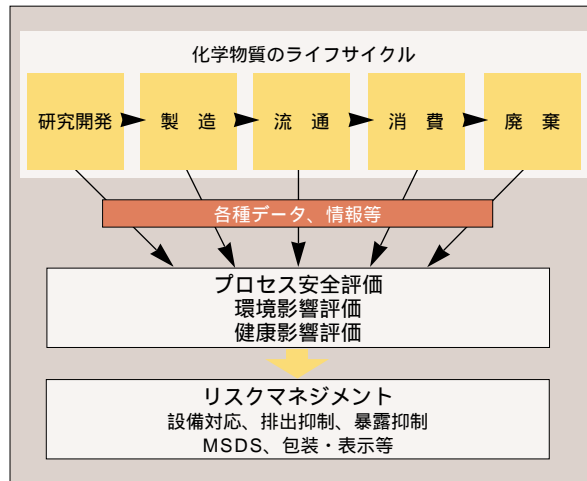 化学物質のライフサイクル
研究開発
製 造
流 通
消 費
廃 棄
各種データ、情報等
プロセス安全評価
環境影響評価
健康影響評価
リスクマネジメント
設備対応、排出抑制、暴露抑制
MSDS、包装・表示等